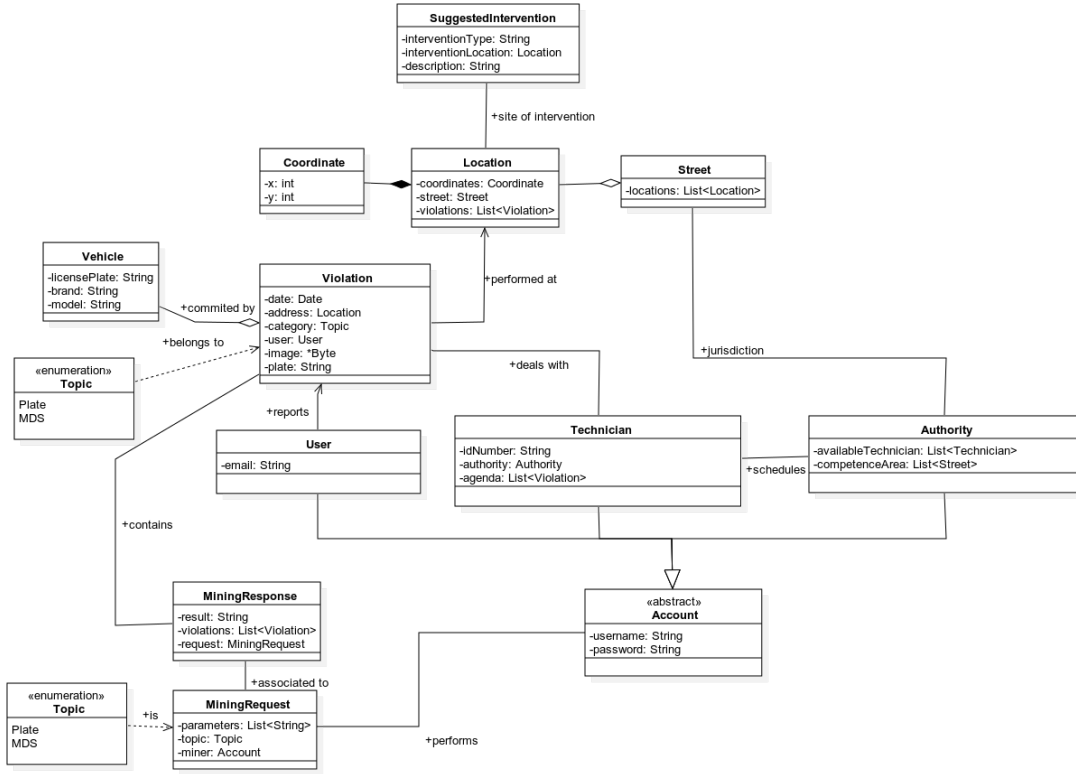 SuggestedIntervention
-interventionType: String
-interventionLocation: Location
-description: String
+site of intervention
Coordinate
-x: int
-y: int
Location
-coordinates: Coordinate
-street: Street
-violations: List<Violation>
Street
-locations: List<Location>
Vehicle
-licensePlate: String
-brand: String
-model: String
+commited by
Violation
-date: Date
-address: Location
-category: Topic
-user: User
-image: *Byte
-plate: String
+performed at
+belongs to
«enumeration»
Topic
Plate
MDS
+deals with
+jurisdiction
+reports
User
-email: String
Technician
-idNumber: String
-authority: Authority
-agenda: List<Violation>
+schedules
Authority
-availableTechnician: List<Technician>
-competenceArea: List<Street>
+contains
MiningResponse
-result: String
-violations: List<Violation>
-request: MiningRequest
«abstract»
Account
-username: String
-password: String
+associated to
«enumeration»
Topic
Plate
MDS
+is
MiningRequest
-parameters: List<String>
-topic: Topic
-miner: Account
+performs